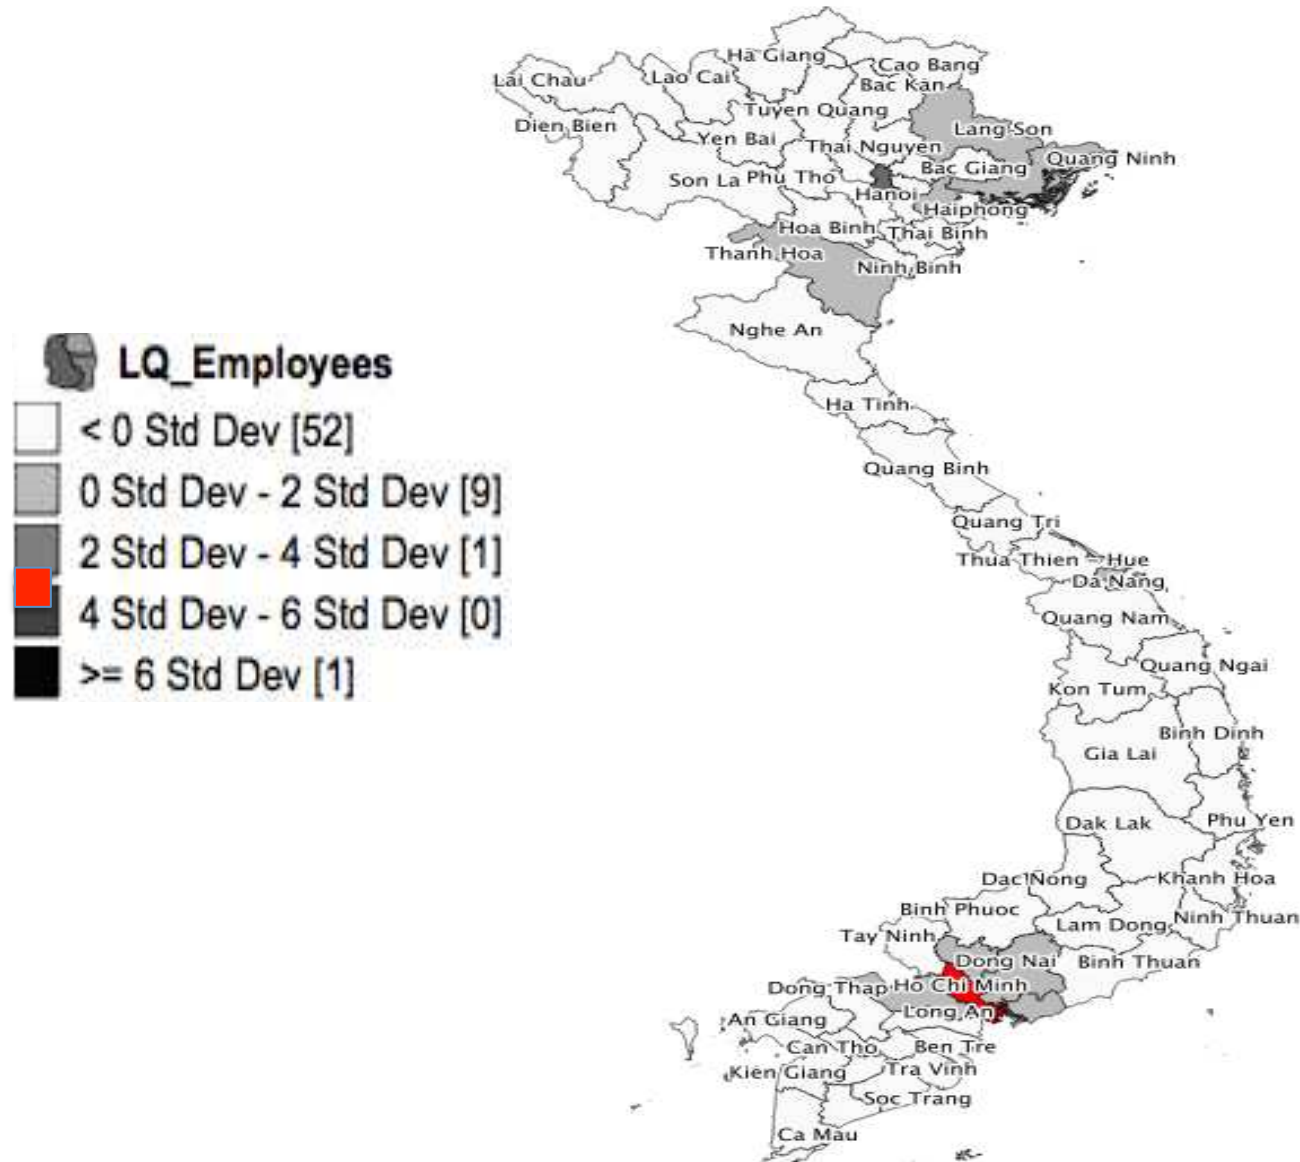 LQ_Employees
< 0 Std Dev [52]
0 Std Dev - 2 Std Dev [9]
2 Std Dev - 4 Std Dev [1]
4 Std Dev - 6 Std Dev [0]
>= 6 Std Dev [1]
Ha Giang
Cao Bang
Lai Chau
Lao Cai
Bac Kan
Tuyen Quang
Dien Bien
Lang Son
Yen Bai
Thai Nguyen
Quang Ninh
Bac Giang
Son La
Phu Tho
Hanoi
Haiphong
Hoa Binh
Thai Binh
Thanh Hoa
Ninh Binh
Nghe An
Ha Tinh
Quang Binh
Quang Tri
Thua Thien - Hue
Da Nang
Quang Nam
Quang Ngai
Kon Tum
Binh Dinh
Gia Lai
Dak Lak
Phu Yen
Dac Nong
Khanh Hoa
Binh Phuoc
Lam Dong
Ninh Thuan
Tay Ninh
Dong Nai
Binh Thuan
Dong Thap
Ho Chi Minh
Long An
An Giang
Can Tho
Ben Tre
Kien Giang
Tra Vinh
Soc Trang
Ca Mau